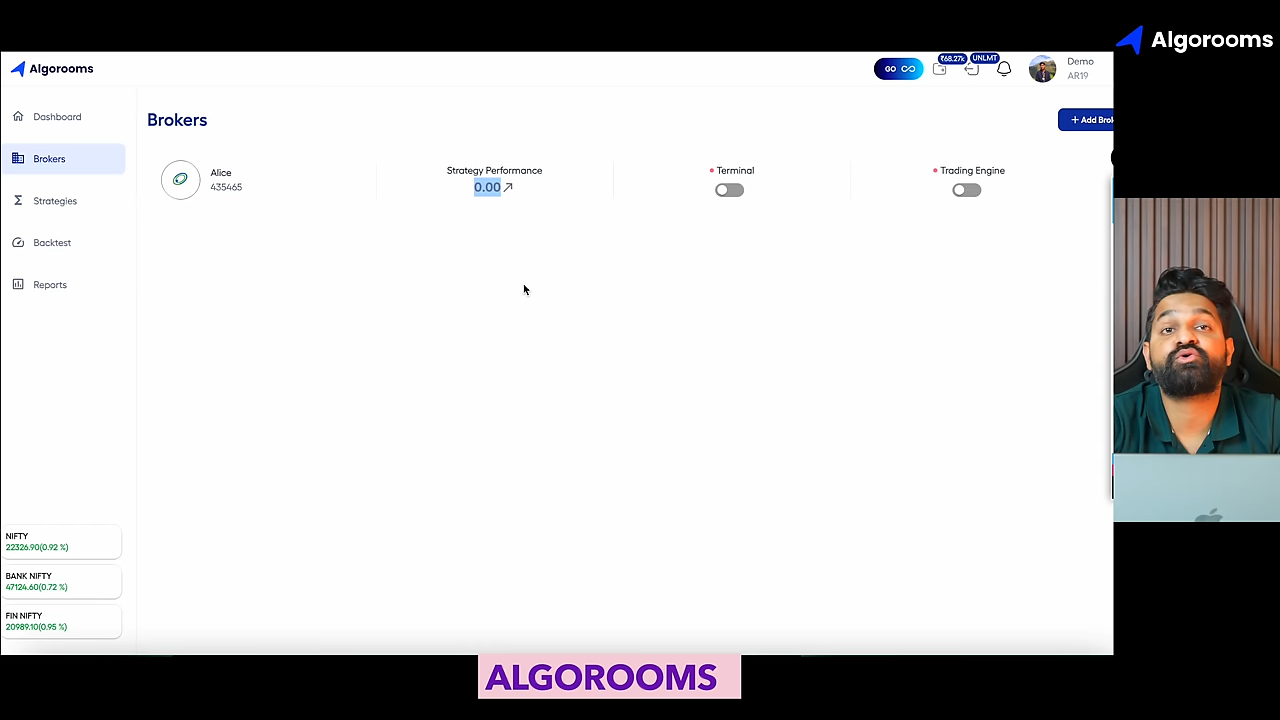 Algorooms
Algorooms
GO
₹68.27k
UNLMT
Demo
AR19
Dashboard
Brokers
Strategies
Backtest
Reports
Brokers
+ Add Brok
Alice
435465
Strategy Performance
0.00
Terminal
Trading Engine
NIFTY
22326.90(0.92 %)
BANK NIFTY
47124.60(0.72 %)
FIN NIFTY
20989.10(0.95 %)
ALGOROOMS